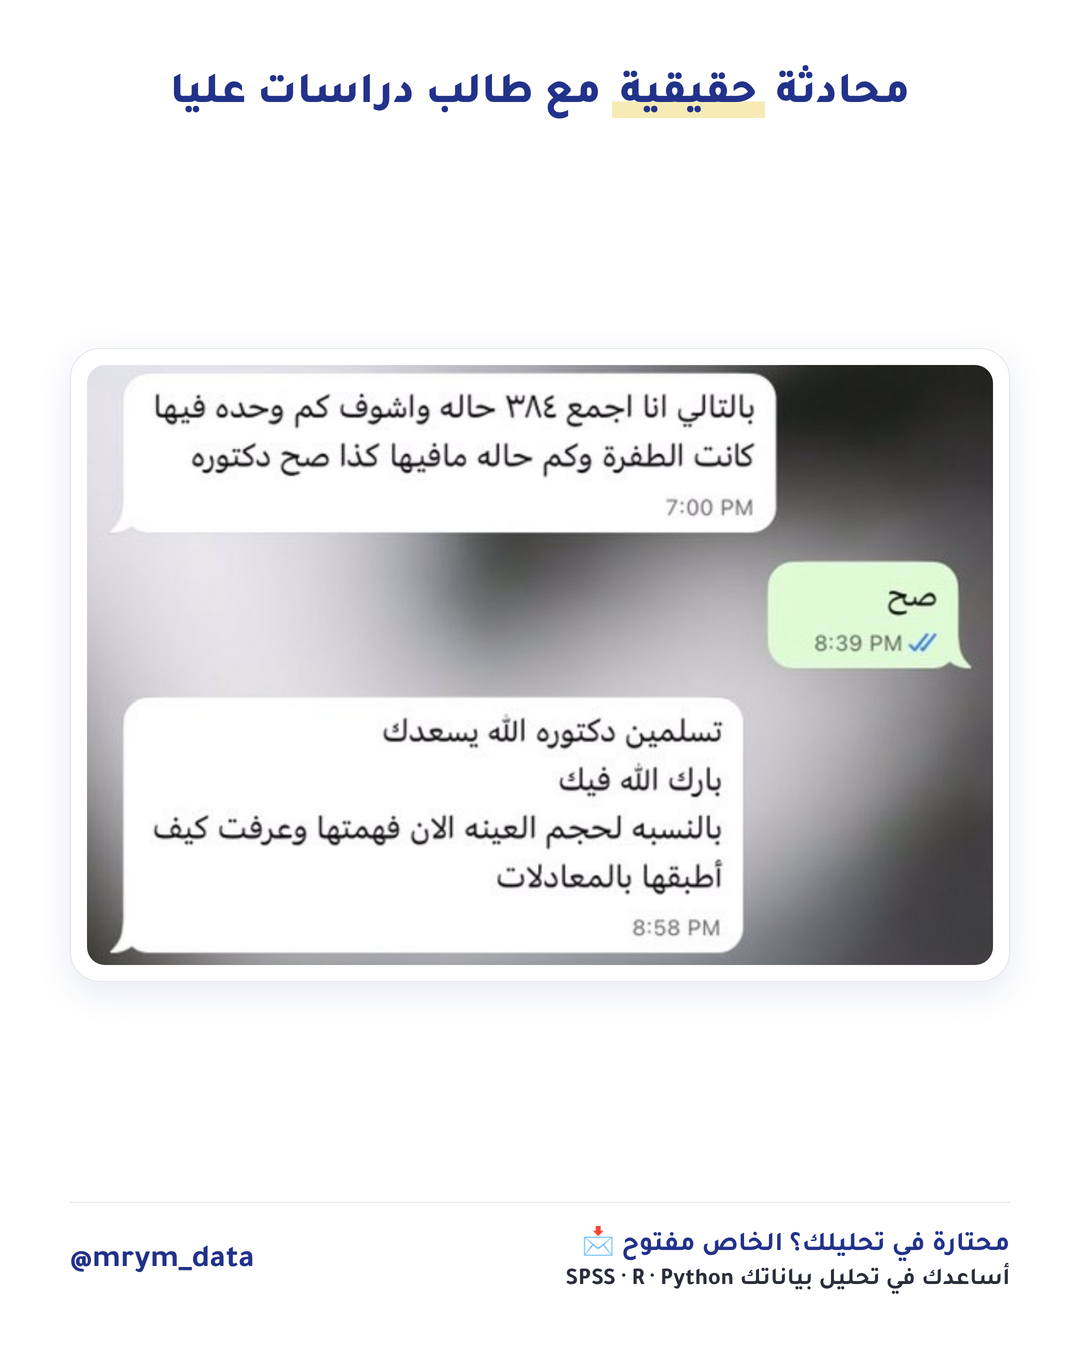 محادثة حقيقية مع طالب دراسات عليا
بالتالي انا اجمع ٣٨٤ حاله واشوف كم وحده فيها
كانت الطفرة وكم حاله مافيها كذا صح دكتوره
7:00 PM
صح
8:39 PM
تسلمين دكتوره الله يسعدك
بارك الله فيك
بالنسبه لحجم العينه الان فهمتها وعرفت كيف
أطبقها بالمعادلات
8:58 PM
محتارة في تحليلك؟ الخاص مفتوح 📩
أساعدك في تحليل بياناتك SPSS · R · Python
@mrym_data